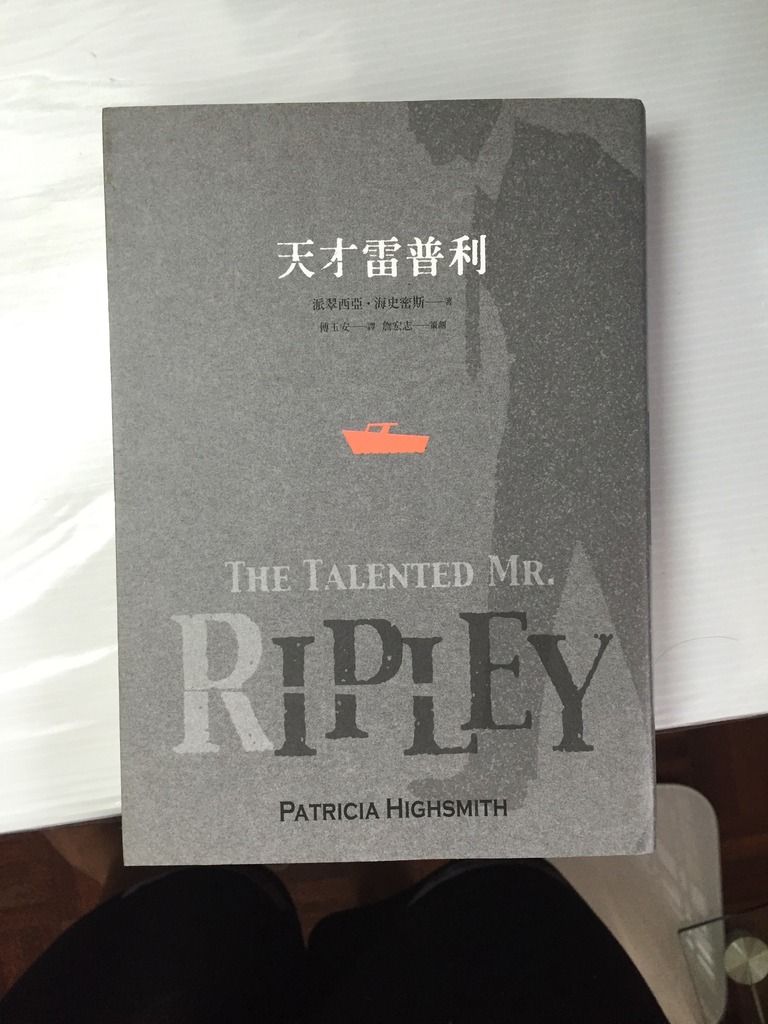 天才雷普利
派翠西亞・海史密斯——著
傅玉安——譯 詹宏志——策劃
THE TALENTED MR.
RIPLEY
PATRICIA HIGHSMITH